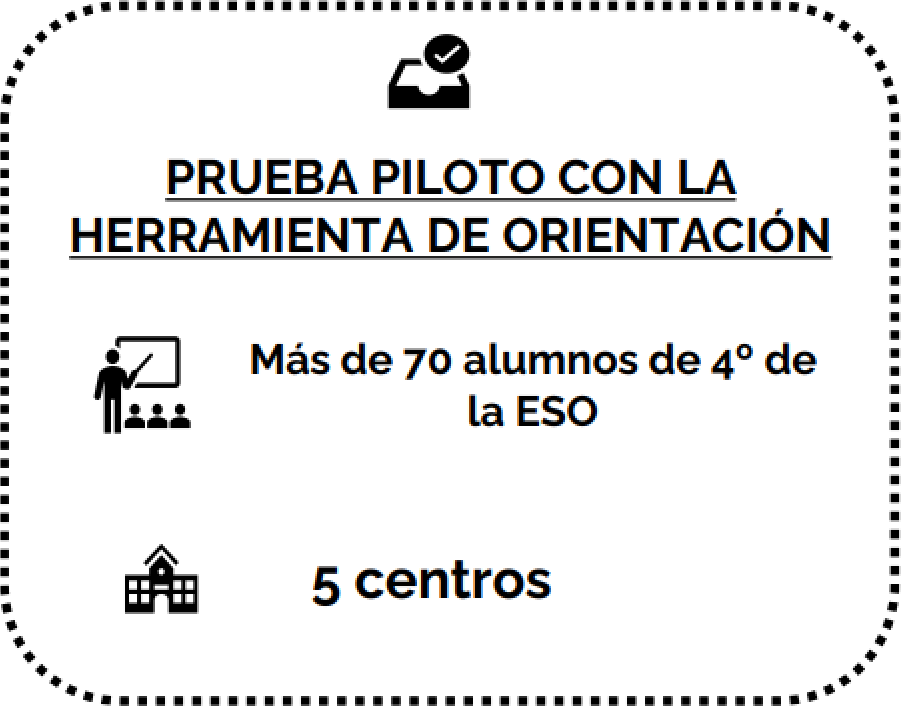 PRUEBA PILOTO CON LA
HERRAMIENTA DE ORIENTACIÓN
Más de 70 alumnos de 4º de
la ESO
5 centros